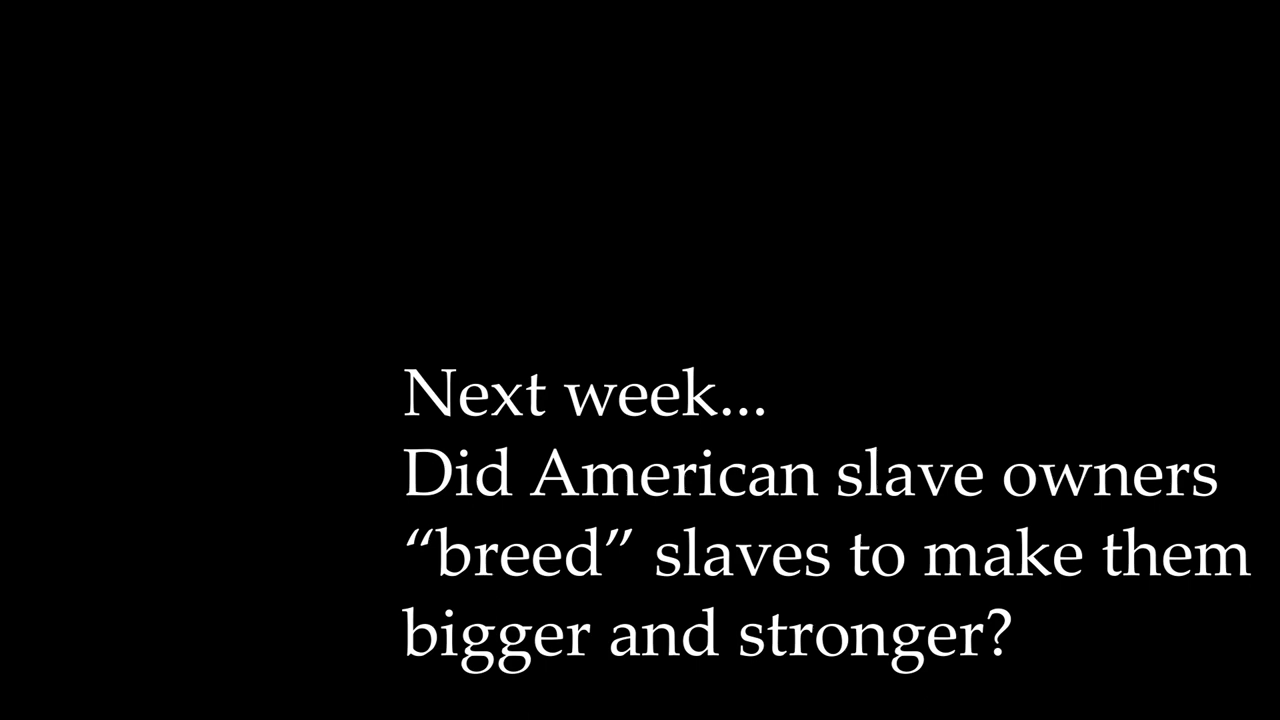 Next week...
Did American slave owners
“breed” slaves to make them
bigger and stronger?